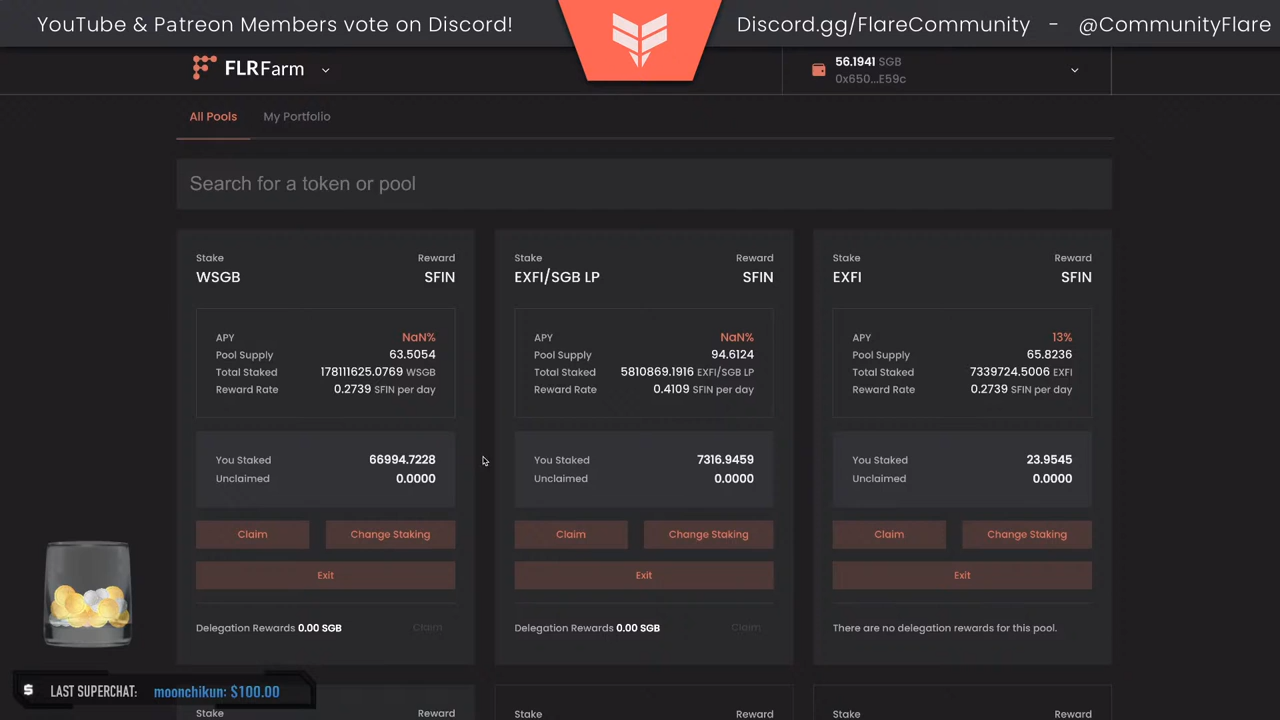 YouTube & Patreon Members vote on Discord!
Discord.gg/FlareCommunity - @CommunityFlare
FLRFarm
56.1941 SGB
0x650...E59c
All Pools
My Portfolio
Search for a token or pool
Stake Reward
WSGB SFIN
APY NaN%
Pool Supply 63.5054
Total Staked 178111625.0769 WSGB
Reward Rate 0.2739 SFIN per day
You Staked 66994.7228
Unclaimed 0.0000
Claim
Change Staking
Exit
Delegation Rewards 0.00 SGB Claim
Stake Reward
EXFI/SGB LP SFIN
APY NaN%
Pool Supply 94.6124
Total Staked 5810869.1916 EXFI/SGB LP
Reward Rate 0.4109 SFIN per day
You Staked 7316.9459
Unclaimed 0.0000
Claim
Change Staking
Exit
Delegation Rewards 0.00 SGB Claim
Stake Reward
EXFI SFIN
APY 13%
Pool Supply 65.8236
Total Staked 7339724.5006 EXFI
Reward Rate 0.2739 SFIN per day
You Staked 23.9545
Unclaimed 0.0000
Claim
Change Staking
Exit
There are no delegation rewards for this pool.
S LAST SUPERCHAT: moonchikun: $100.00
Stake Reward
Stake Reward
Stake Reward